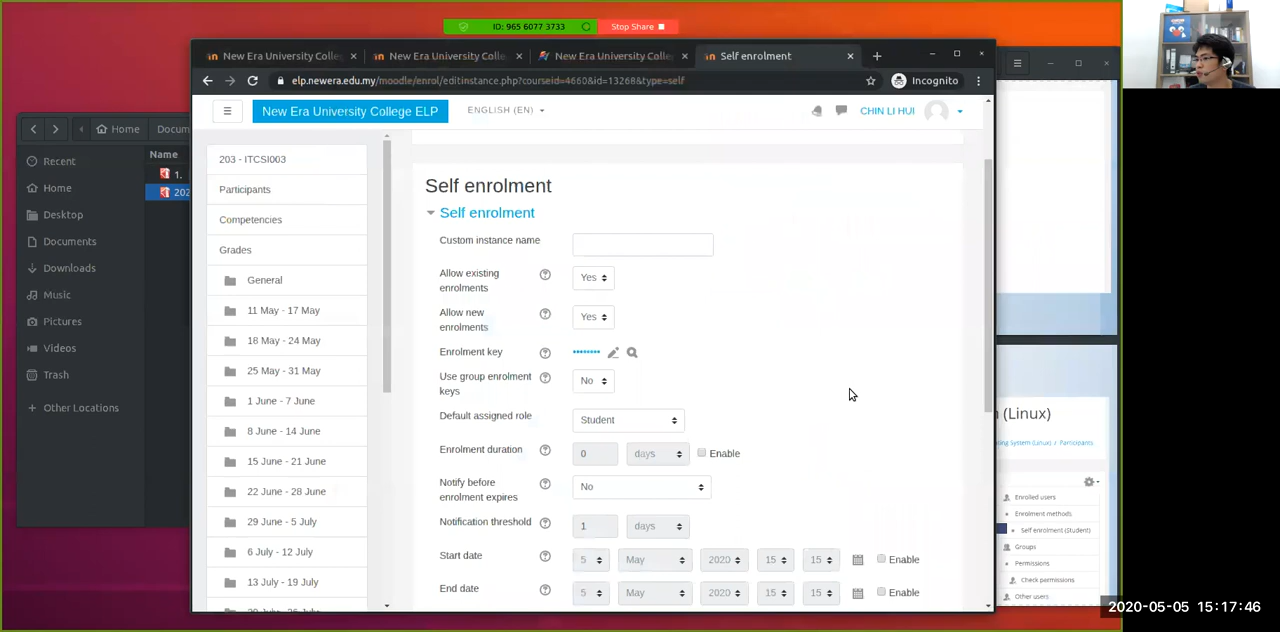 ID: 965 6077 3733
Stop Share
New Era University Colle
New Era University Colle
New Era University Colle
Self enrolment
elp.newera.edu.my/moodle/enrol/editinstance.php?courseid=4660&id=13268&type=self
Incognito
New Era University College ELP
ENGLISH (EN)
CHIN LI HUI
Home
Docum
Name
Recent
1.
Home
202
Desktop
Documents
Downloads
Music
Pictures
Videos
Trash
Other Locations
203 - ITCSI003
Participants
Competencies
Grades
General
11 May - 17 May
18 May - 24 May
25 May - 31 May
1 June - 7 June
8 June - 14 June
15 June - 21 June
22 June - 28 June
29 June - 5 July
6 July - 12 July
13 July - 19 July
Self enrolment
Self enrolment
Custom instance name
Allow existing enrolments
Yes
Allow new enrolments
Yes
Enrolment key
Use group enrolment keys
No
Default assigned role
Student
Enrolment duration
0
days
Enable
Notify before enrolment expires
No
Notification threshold
1
days
Start date
5
May
2020
15
15
Enable
End date
5
May
2020
15
15
Enable
(Linux)
ting System (Linux) / Participants
Enrolled users
Enrolment methods
Self enrolment (Student)
Groups
Permissions
Check permissions
Other users
2020-05-05 15:17:46